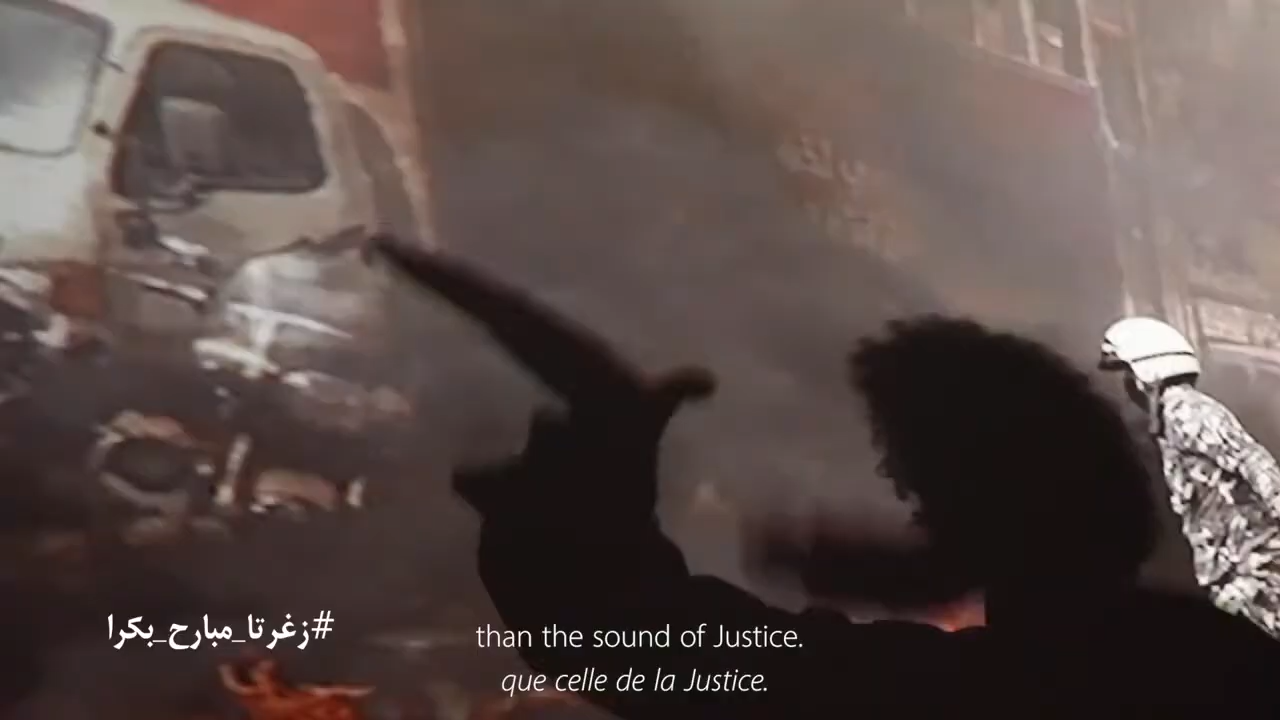 #زغرتا_مبارح_بكرا
than the sound of Justice.
que celle de la Justice.